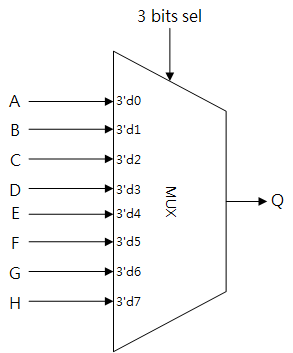 3 bits sel
A 3'd0
B 3'd1
C 3'd2
D 3'd3
E 3'd4
F 3'd5
G 3'd6
H 3'd7
MUX
Q